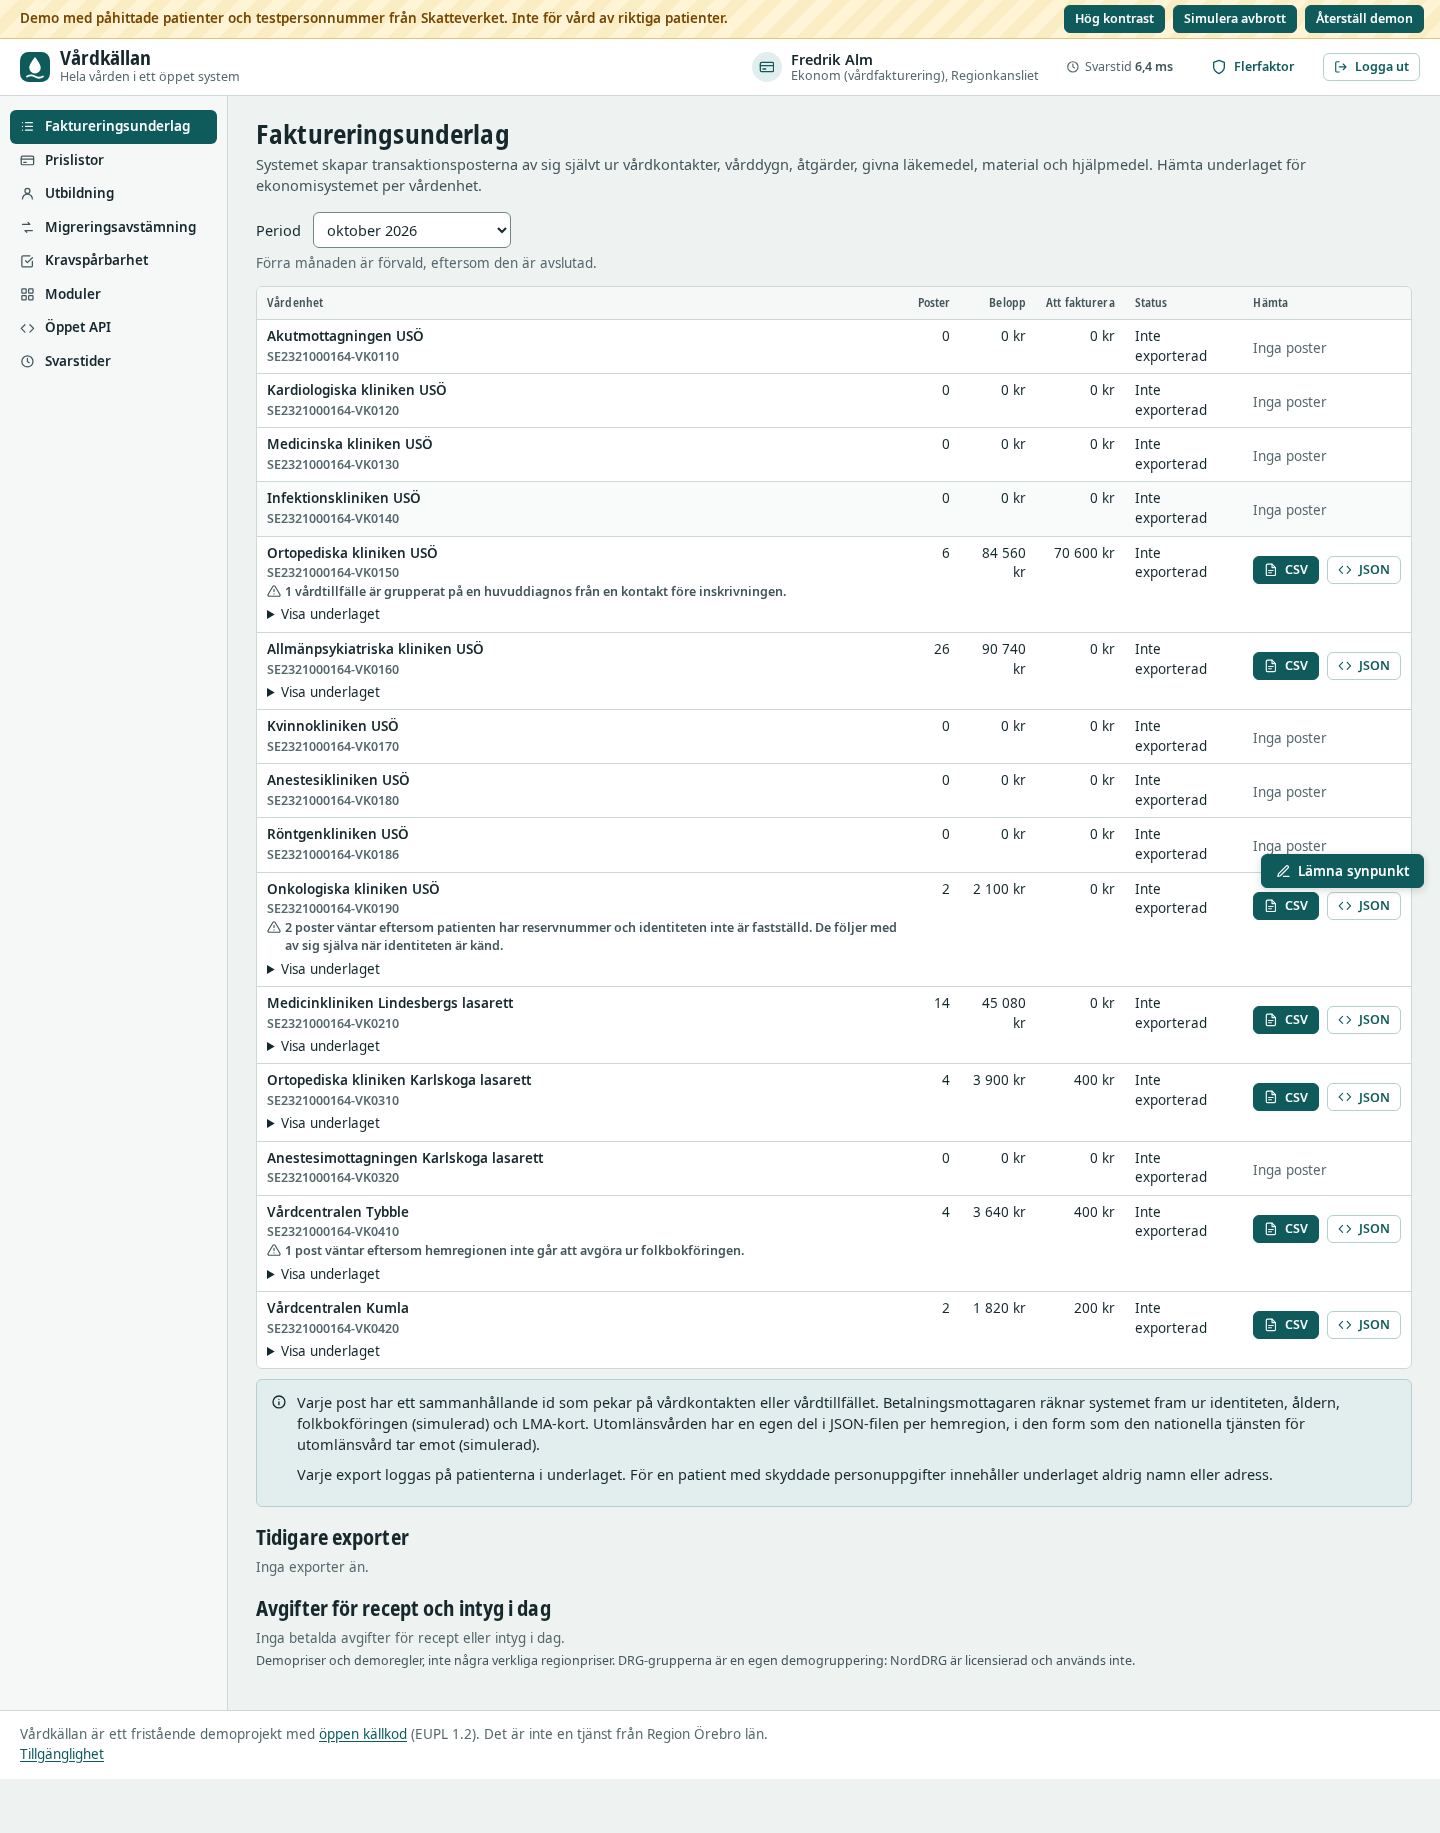 Demo med påhittade patienter och testpersonnummer från Skatteverket. Inte för vård av riktiga patienter.
Hög kontrast
Simulera avbrott
Återställ demon
Vårdkällan
Hela vården i ett öppet system
Fredrik Alm
Ekonom (vårdfakturering), Regionkansliet
Svarstid 6,4 ms
Flerfaktor
Logga ut
Faktureringsunderlag
Prislistor
Utbildning
Migreringsavstämning
Kravspårbarhet
Moduler
Öppet API
Svarstider
Faktureringsunderlag
Systemet skapar transaktionsposterna av sig självt ur vårdkontakter, vårddygn, åtgärder, givna läkemedel, material och hjälpmedel. Hämta underlaget för
ekonomisystemet per vårdenhet.
Period
oktober 2026
Förra månaden är förvald, eftersom den är avslutad.
Vårdenhet Poster Belopp Att fakturera Status Hämta
Akutmottagningen USÖ 0 0 kr 0 kr Inte
SE2321000164-VK0110 exporterad Inga poster
Kardiologiska kliniken USÖ 0 0 kr 0 kr Inte
SE2321000164-VK0120 exporterad Inga poster
Medicinska kliniken USÖ 0 0 kr 0 kr Inte
SE2321000164-VK0130 exporterad Inga poster
Infektionskliniken USÖ 0 0 kr 0 kr Inte
SE2321000164-VK0140 exporterad Inga poster
Ortopediska kliniken USÖ 6 84 560 70 600 kr Inte
SE2321000164-VK0150 kr exporterad CSV JSON
1 vårdtillfälle är grupperat på en huvuddiagnos från en kontakt före inskrivningen.
Visa underlaget
Allmänpsykiatriska kliniken USÖ 26 90 740 0 kr Inte
SE2321000164-VK0160 kr exporterad CSV JSON
Visa underlaget
Kvinnokliniken USÖ 0 0 kr 0 kr Inte
SE2321000164-VK0170 exporterad Inga poster
Anestesikliniken USÖ 0 0 kr 0 kr Inte
SE2321000164-VK0180 exporterad Inga poster
Röntgenkliniken USÖ 0 0 kr 0 kr Inte
SE2321000164-VK0186 exporterad Inga poster
Lämna synpunkt
Onkologiska kliniken USÖ 2 2 100 kr 0 kr Inte
SE2321000164-VK0190 exporterad CSV JSON
2 poster väntar eftersom patienten har reservnummer och identiteten inte är fastställd. De följer med
av sig själva när identiteten är känd.
Visa underlaget
Medicinkliniken Lindesbergs lasarett 14 45 080 0 kr Inte
SE2321000164-VK0210 kr exporterad CSV JSON
Visa underlaget
Ortopediska kliniken Karlskoga lasarett 4 3 900 kr 400 kr Inte
SE2321000164-VK0310 exporterad CSV JSON
Visa underlaget
Anestesimottagningen Karlskoga lasarett 0 0 kr 0 kr Inte
SE2321000164-VK0320 exporterad Inga poster
Vårdcentralen Tybble 4 3 640 kr 400 kr Inte
SE2321000164-VK0410 exporterad CSV JSON
1 post väntar eftersom hemregionen inte går att avgöra ur folkbokföringen.
Visa underlaget
Vårdcentralen Kumla 2 1 820 kr 200 kr Inte
SE2321000164-VK0420 exporterad CSV JSON
Visa underlaget
Varje post har ett sammanhållande id som pekar på vårdkontakten eller vårdtillfället. Betalningsmottagaren räknar systemet fram ur identiteten, åldern,
folkbokföringen (simulerad) och LMA-kort. Utomlänsvården har en egen del i JSON-filen per hemregion, i den form som den nationella tjänsten för
utomlänsvård tar emot (simulerad).
Varje export loggas på patienterna i underlaget. För en patient med skyddade personuppgifter innehåller underlaget aldrig namn eller adress.
Tidigare exporter
Inga exporter än.
Avgifter för recept och intyg i dag
Inga betalda avgifter för recept eller intyg i dag.
Demopriser och demoregler, inte några verkliga regionpriser. DRG-grupperna är en egen demogruppering: NordDRG är licensierad och används inte.
Vårdkällan är ett fristående demoprojekt med öppen källkod (EUPL 1.2). Det är inte en tjänst från Region Örebro län.
Tillgänglighet